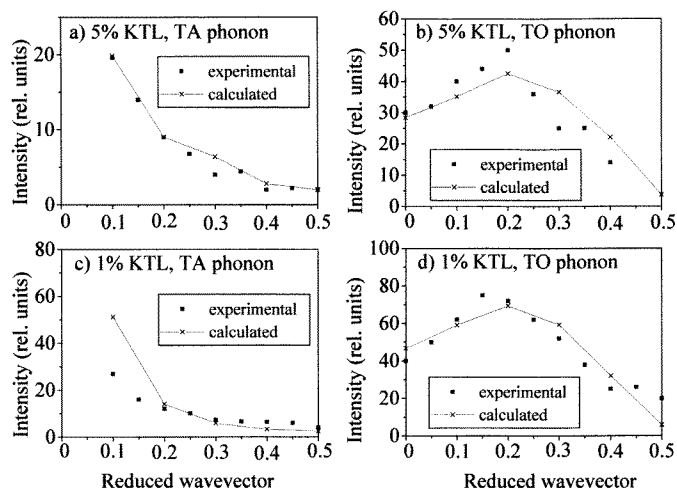 a) 5% KTL, TA phonon
experimental
calculated
Intensity (rel. units)
20
10
0
0 0.1 0.2 0.3 0.4 0.5
b) 5% KTL, TO phonon
experimental
calculated
Intensity (rel. units)
60
50
40
30
20
10
0
0 0.1 0.2 0.3 0.4 0.5
c) 1% KTL, TA phonon
experimental
calculated
Intensity (rel. units)
80
60
40
20
0
0 0.1 0.2 0.3 0.4 0.5
Reduced wavevector
d) 1% KTL, TO phonon
experimental
calculated
Intensity (rel. units)
100
80
60
40
20
0
0 0.1 0.2 0.3 0.4 0.5
Reduced wavevector